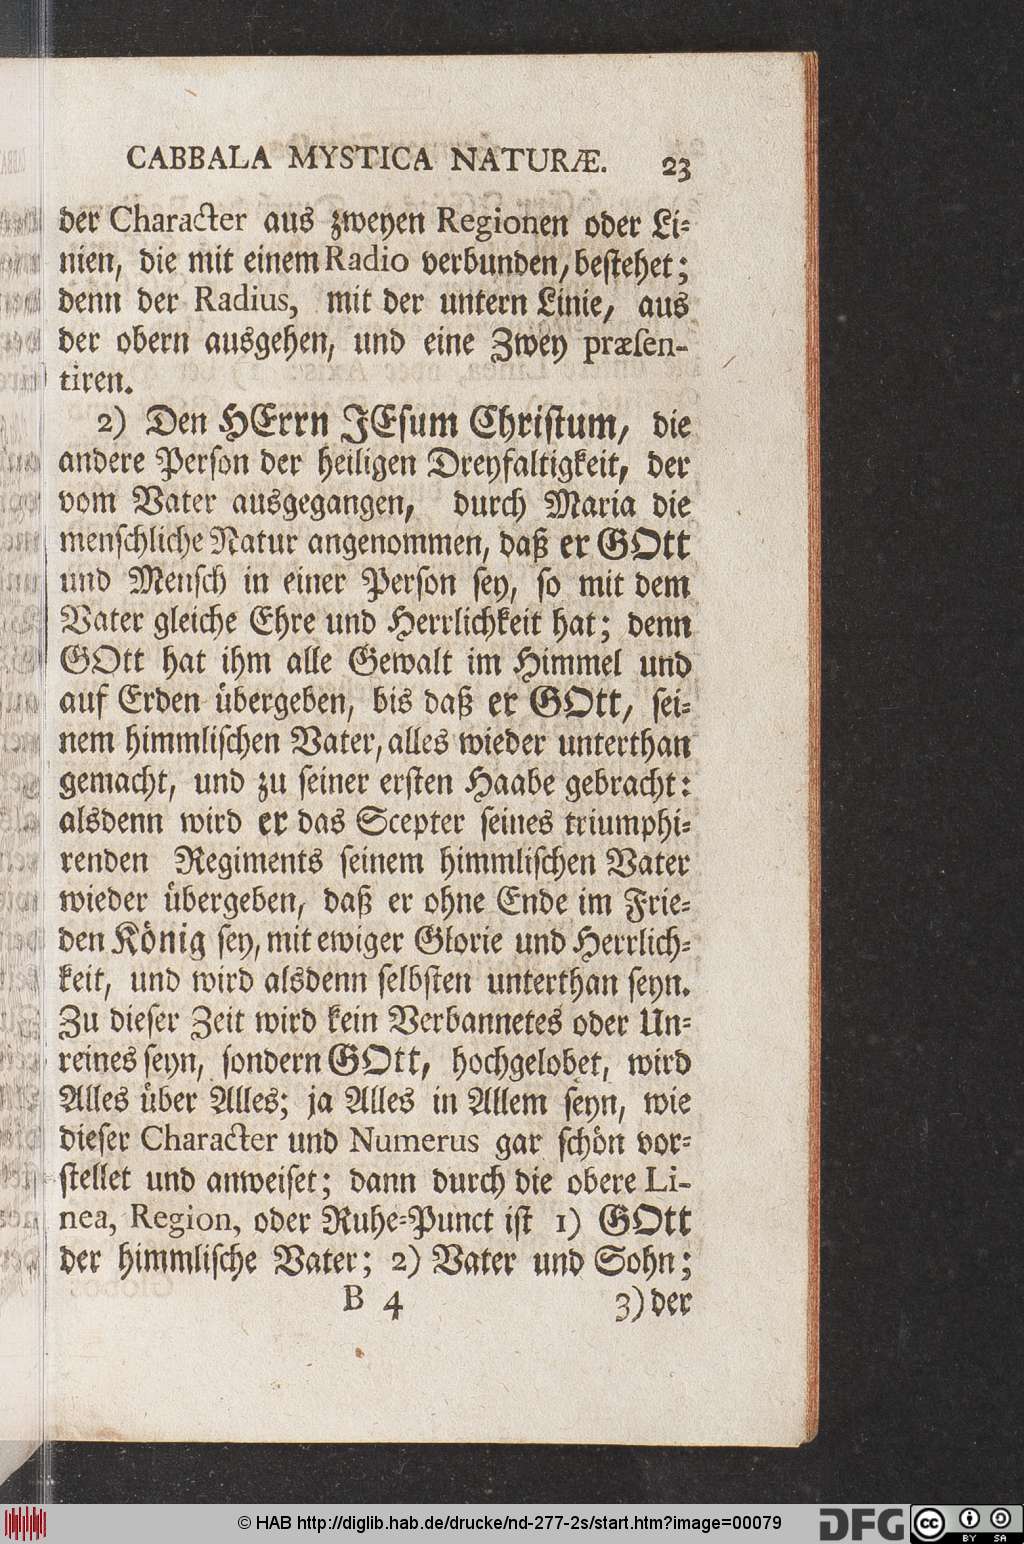 CABBALA MYSTICA NATURÆ. 23
der Character aus zweyen Regionen oder Li-
nien, die mit einem Radio verbunden, bestehet;
denn der Radius, mit der untern Linie, aus
der obern ausgehen, und eine Zwey præsen-
tiren.
2) Den HErrn JEsum Christum, die
andere Person der heiligen Dreyfaltigkeit, der
vom Vater ausgegangen, durch Maria die
menschliche Natur angenommen, daß er GOtt
und Mensch in einer Person sey, so mit dem
Vater gleiche Ehre und Herrlichkeit hat; denn
GOtt hat ihm alle Gewalt im Himmel und
auf Erden übergeben, bis daß er GOtt, sei-
nem himmlischen Vater, alles wieder unterthan
gemacht, und zu seiner ersten Haabe gebracht:
alsdenn wird er das Scepter seines triumphi-
renden Regiments seinem himmlischen Vater
wieder übergeben, daß er ohne Ende im Frie-
den König sey, mit ewiger Glorie und Herrlich-
keit, und wird alsdenn selbsten unterthan seyn.
Zu dieser Zeit wird kein Verbannetes oder Un-
reines seyn, sondern GOtt, hochgelobet, wird
Alles über Alles; ja Alles in Allem seyn, wie
dieser Character und Numerus gar schön vor-
stellet und anweiset; dann durch die obere Li-
nea, Region, oder Ruhe-Punct ist 1) GOtt
der himmlische Vater; 2) Vater und Sohn;
B 4 3) der
© HAB http://diglib.hab.de/drucke/nd-277-2s/start.htm?image=00079
DFG
cc BY SA